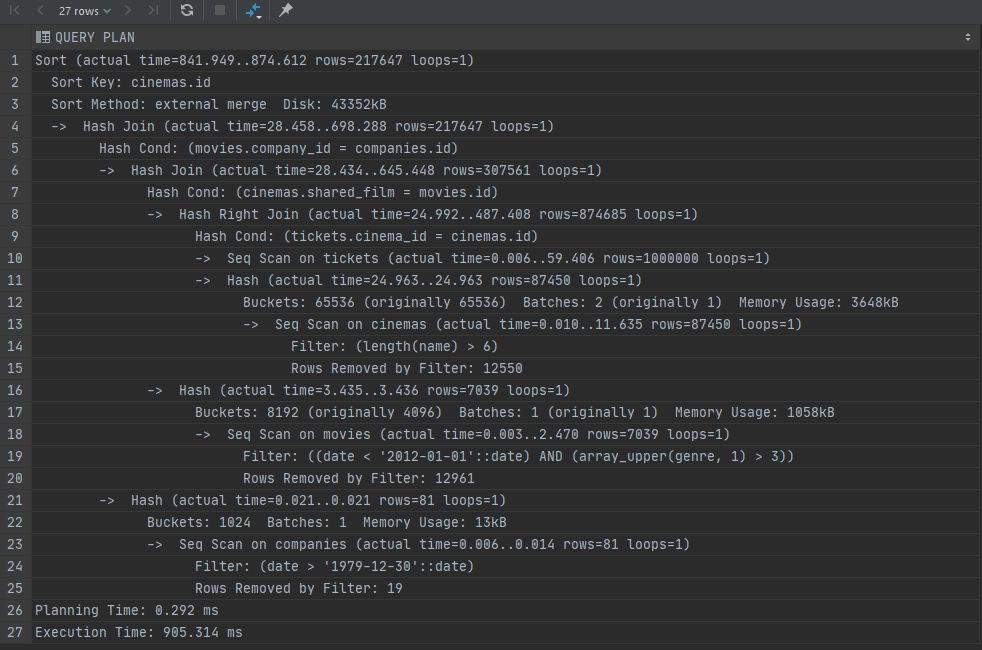 27 rows
QUERY PLAN
1 Sort (actual time=841.949..874.612 rows=217647 loops=1)
2 Sort Key: cinemas.id
3 Sort Method: external merge  Disk: 43352kB
4 ->  Hash Join (actual time=28.458..698.288 rows=217647 loops=1)
5 Hash Cond: (movies.company_id = companies.id)
6 ->  Hash Join (actual time=28.434..645.448 rows=307561 loops=1)
7 Hash Cond: (cinemas.shared_film = movies.id)
8 ->  Hash Right Join (actual time=24.992..487.408 rows=874685 loops=1)
9 Hash Cond: (tickets.cinema_id = cinemas.id)
10 ->  Seq Scan on tickets (actual time=0.006..59.406 rows=1000000 loops=1)
11 ->  Hash (actual time=24.963..24.963 rows=87450 loops=1)
12 Buckets: 65536 (originally 65536)  Batches: 2 (originally 1)  Memory Usage: 3648kB
13 ->  Seq Scan on cinemas (actual time=0.010..11.635 rows=87450 loops=1)
14 Filter: (length(name) > 6)
15 Rows Removed by Filter: 12550
16 ->  Hash (actual time=3.435..3.436 rows=7039 loops=1)
17 Buckets: 8192 (originally 4096)  Batches: 1 (originally 1)  Memory Usage: 1058kB
18 ->  Seq Scan on movies (actual time=0.003..2.470 rows=7039 loops=1)
19 Filter: ((date < '2012-01-01'::date) AND (array_upper(genre, 1) > 3))
20 Rows Removed by Filter: 12961
21 ->  Hash (actual time=0.021..0.021 rows=81 loops=1)
22 Buckets: 1024  Batches: 1  Memory Usage: 13kB
23 ->  Seq Scan on companies (actual time=0.006..0.014 rows=81 loops=1)
24 Filter: (date > '1979-12-30'::date)
25 Rows Removed by Filter: 19
26 Planning Time: 0.292 ms
27 Execution Time: 905.314 ms